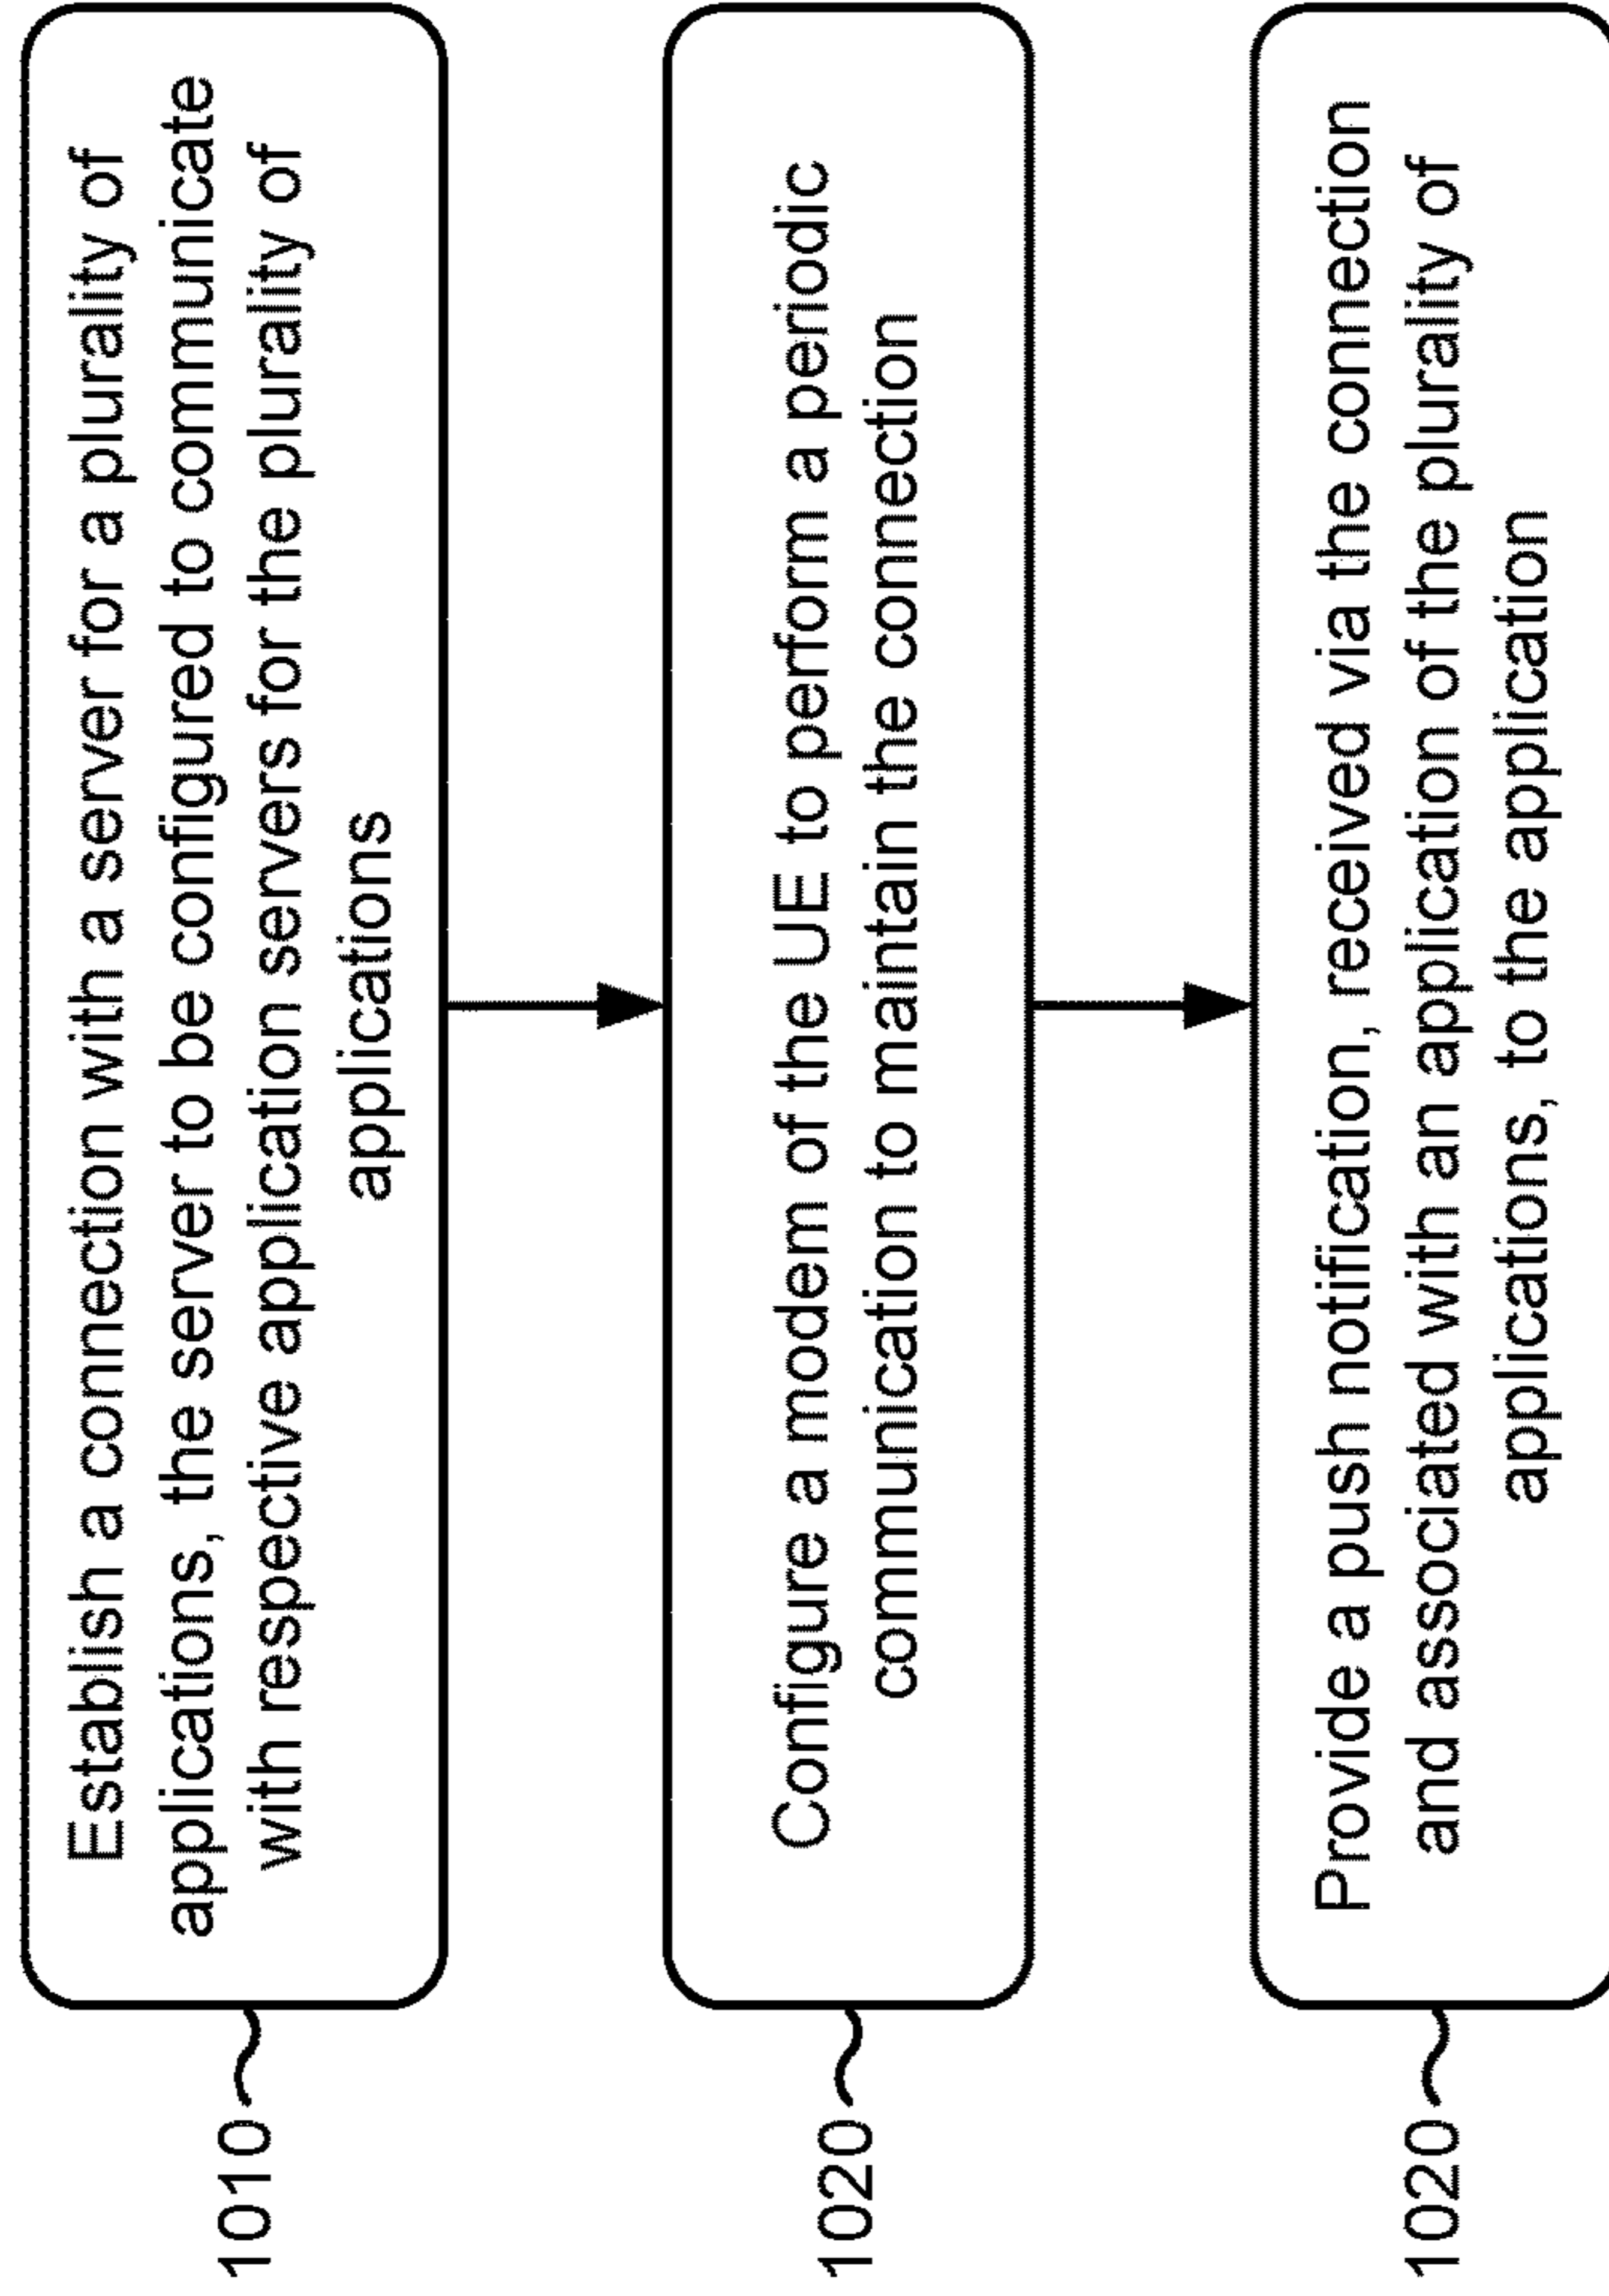 1010
Establish a connection with a server for a plurality of
applications, the server to be configured to communicate
with respective application servers for the plurality of
applications
1020
Configure a modem of the UE to perform a periodic
communication to maintain the connection
1020
Provide a push notification, received via the connection
and associated with an application of the plurality of
applications, to the application